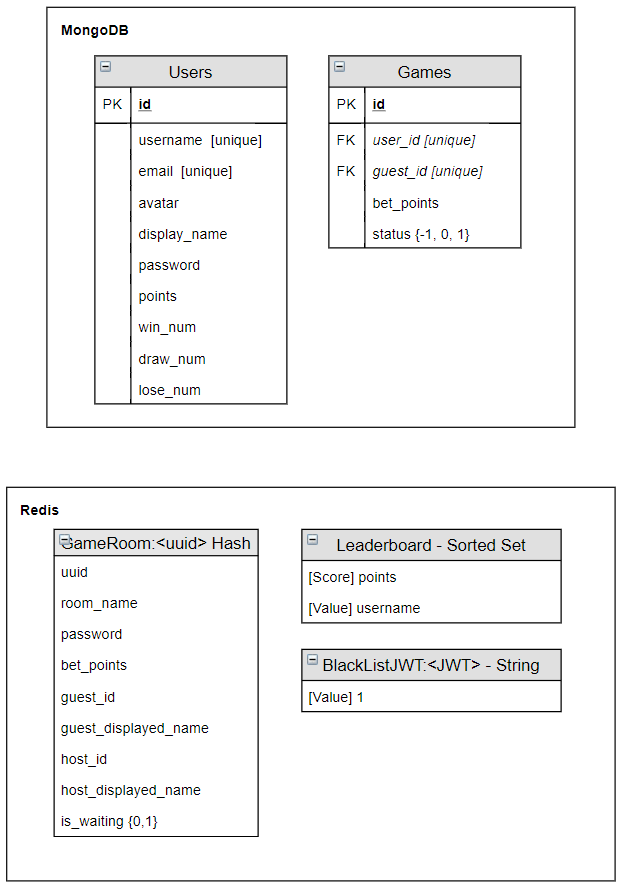 MongoDB
Users
PK id
username [unique]
email [unique]
avatar
display_name
password
points
win_num
draw_num
lose_num
Games
PK id
FK user_id [unique]
FK guest_id [unique]
bet_points
status {-1, 0, 1}
Redis
GameRoom:<uuid> Hash
uuid
room_name
password
bet_points
guest_id
guest_displayed_name
host_id
host_displayed_name
is_waiting {0,1}
Leaderboard - Sorted Set
[Score] points
[Value] username
BlackListJWT:<JWT> - String
[Value] 1